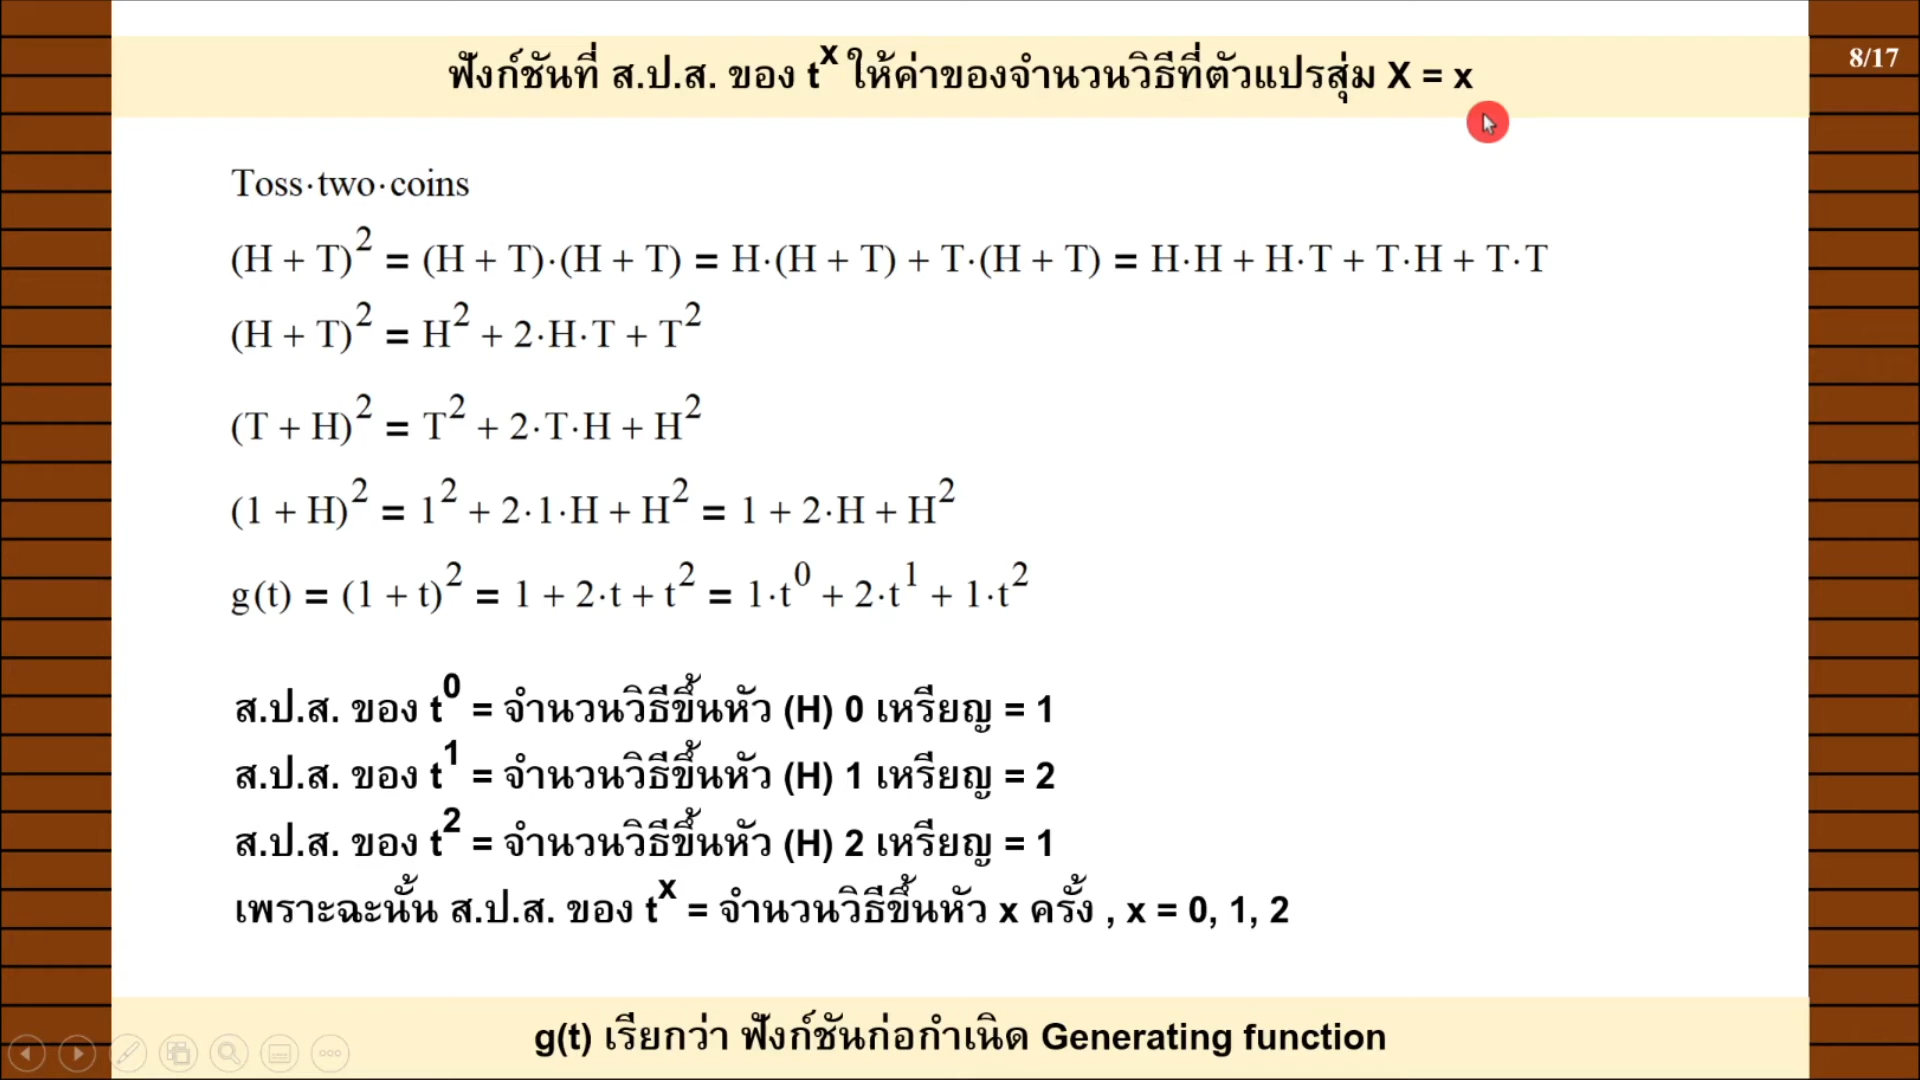 ฟังก์ชันที่ ส.ป.ส. ของ t^x ให้ค่าของจำนวนวิธีที่ตัวแปรสุ่ม X = x
8/17
Toss·two·coins
(H + T)^2 = (H + T)·(H + T) = H·(H + T) + T·(H + T) = H·H + H·T + T·H + T·T
(H + T)^2 = H^2 + 2·H·T + T^2
(T + H)^2 = T^2 + 2·T·H + H^2
(1 + H)^2 = 1^2 + 2·1·H + H^2 = 1 + 2·H + H^2
g(t) = (1 + t)^2 = 1 + 2·t + t^2 = 1·t^0 + 2·t^1 + 1·t^2
ส.ป.ส. ของ t^0 = จำนวนวิธีขึ้นหัว (H) 0 เหรียญ = 1
ส.ป.ส. ของ t^1 = จำนวนวิธีขึ้นหัว (H) 1 เหรียญ = 2
ส.ป.ส. ของ t^2 = จำนวนวิธีขึ้นหัว (H) 2 เหรียญ = 1
เพราะฉะนั้น ส.ป.ส. ของ t^x = จำนวนวิธีขึ้นหัว x ครั้ง , x = 0, 1, 2
g(t) เรียกว่า ฟังก์ชันก่อกำเนิด Generating function